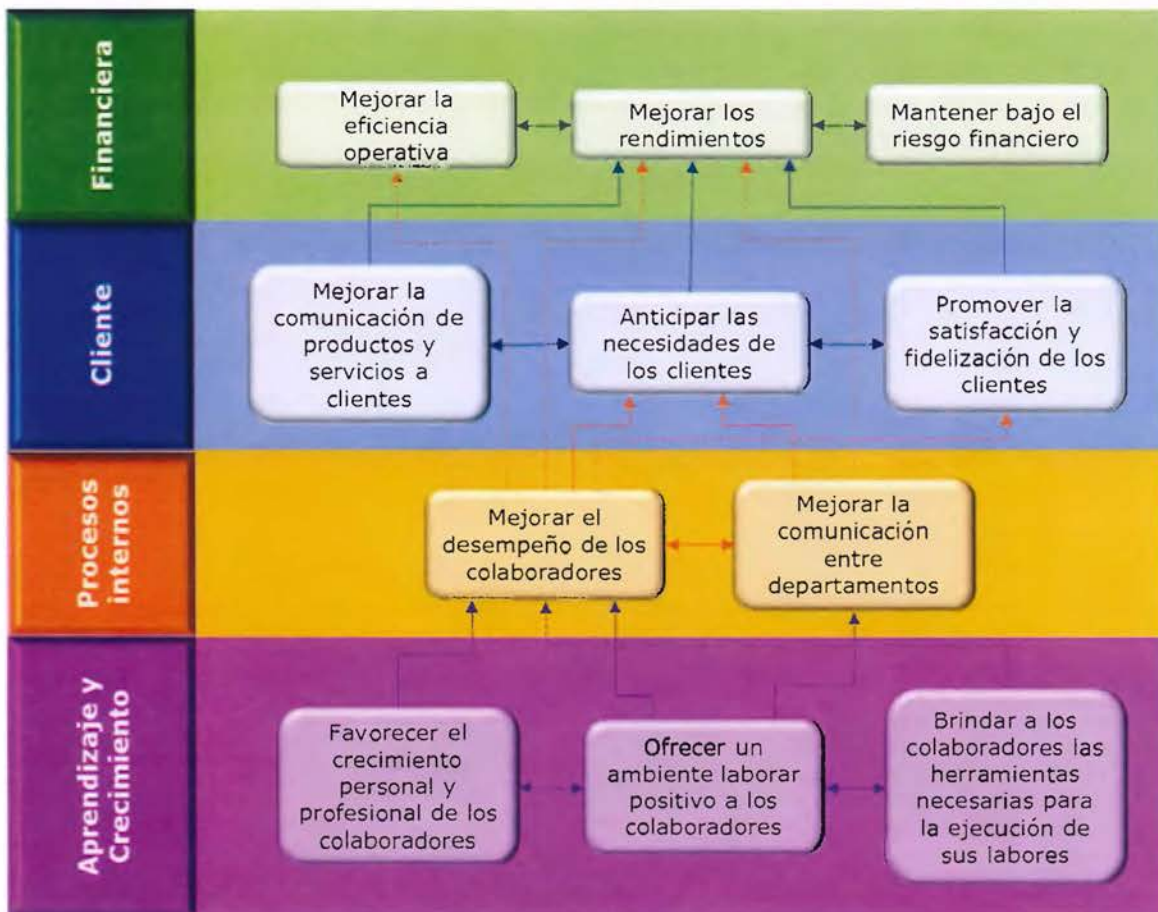 Financiera
Mejorar la
eficiencia
operativa
Mejorar los
rendimientos
Mantener bajo el
riesgo financiero
Cliente
Mejorar la
comunicación de
productos y
servicios a
clientes
Anticipar las
necesidades de
los clientes
Promover la
satisfacción y
fidelización de los
clientes
Procesos
internos
Mejorar el
desempeño de los
colaboradores
Mejorar la
comunicación
entre
departamentos
Aprendizaje y
Crecimiento
Favorecer el
crecimiento
personal y
profesional de los
colaboradores
Ofrecer un
ambiente laborar
positivo a los
colaboradores
Brindar a los
colaboradores las
herramientas
necesarias para
la ejecución de
sus labores